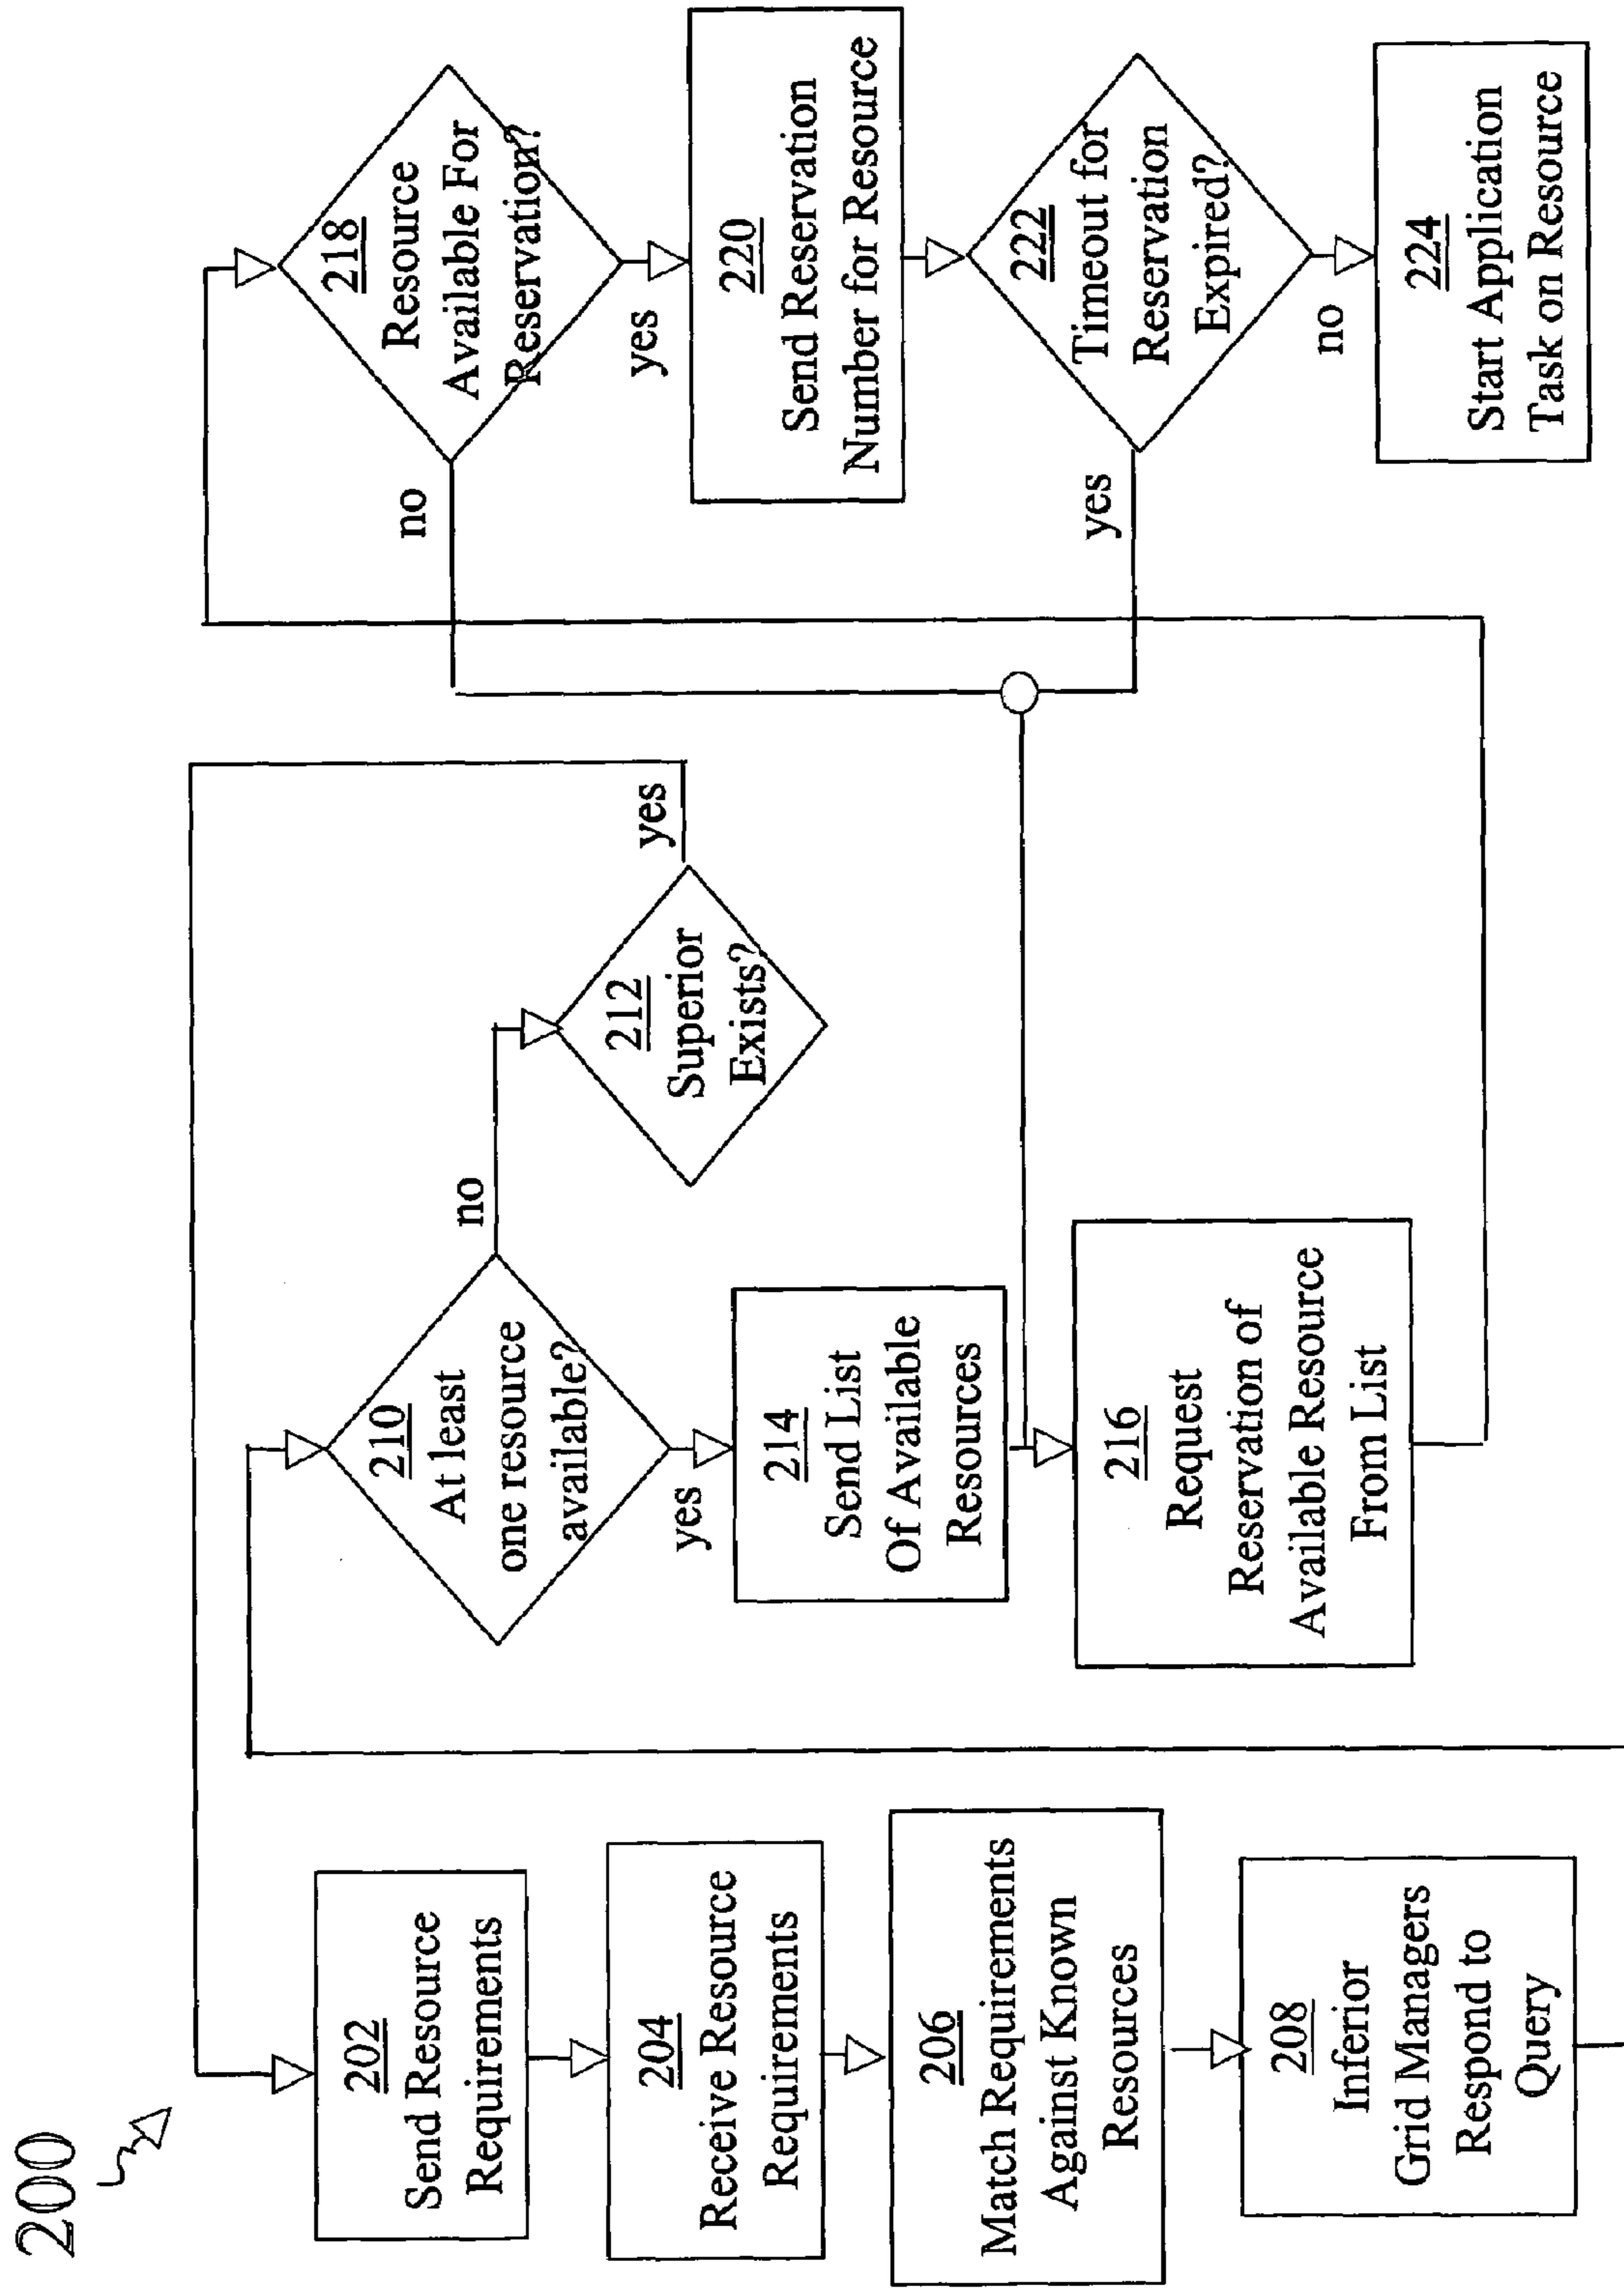 200
202
Send Resource
Requirements
204
Receive Resource
Requirements
206
Match Requirements
Against Known
Resources
208
Inferior
Grid Managers
Respond to
Query
210
At least
one resource
available?
no
yes
212
Superior
Exists?
yes
214
Send List
Of Available
Resources
216
Request
Reservation of
Available Resource
From List
218
Resource
Available For
Reservation?
no
yes
220
Send Reservation
Number for Resource
222
Timeout for
Reservation
Expired?
yes
no
224
Start Application
Task on Resource